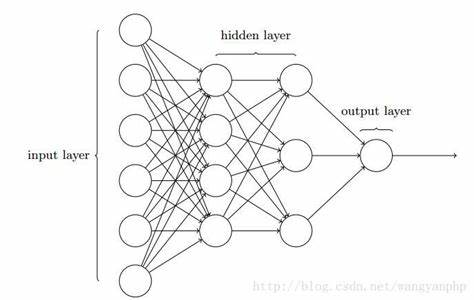 hidden layer
output layer
input layer
http://blog.csdn.net/wangyanphp